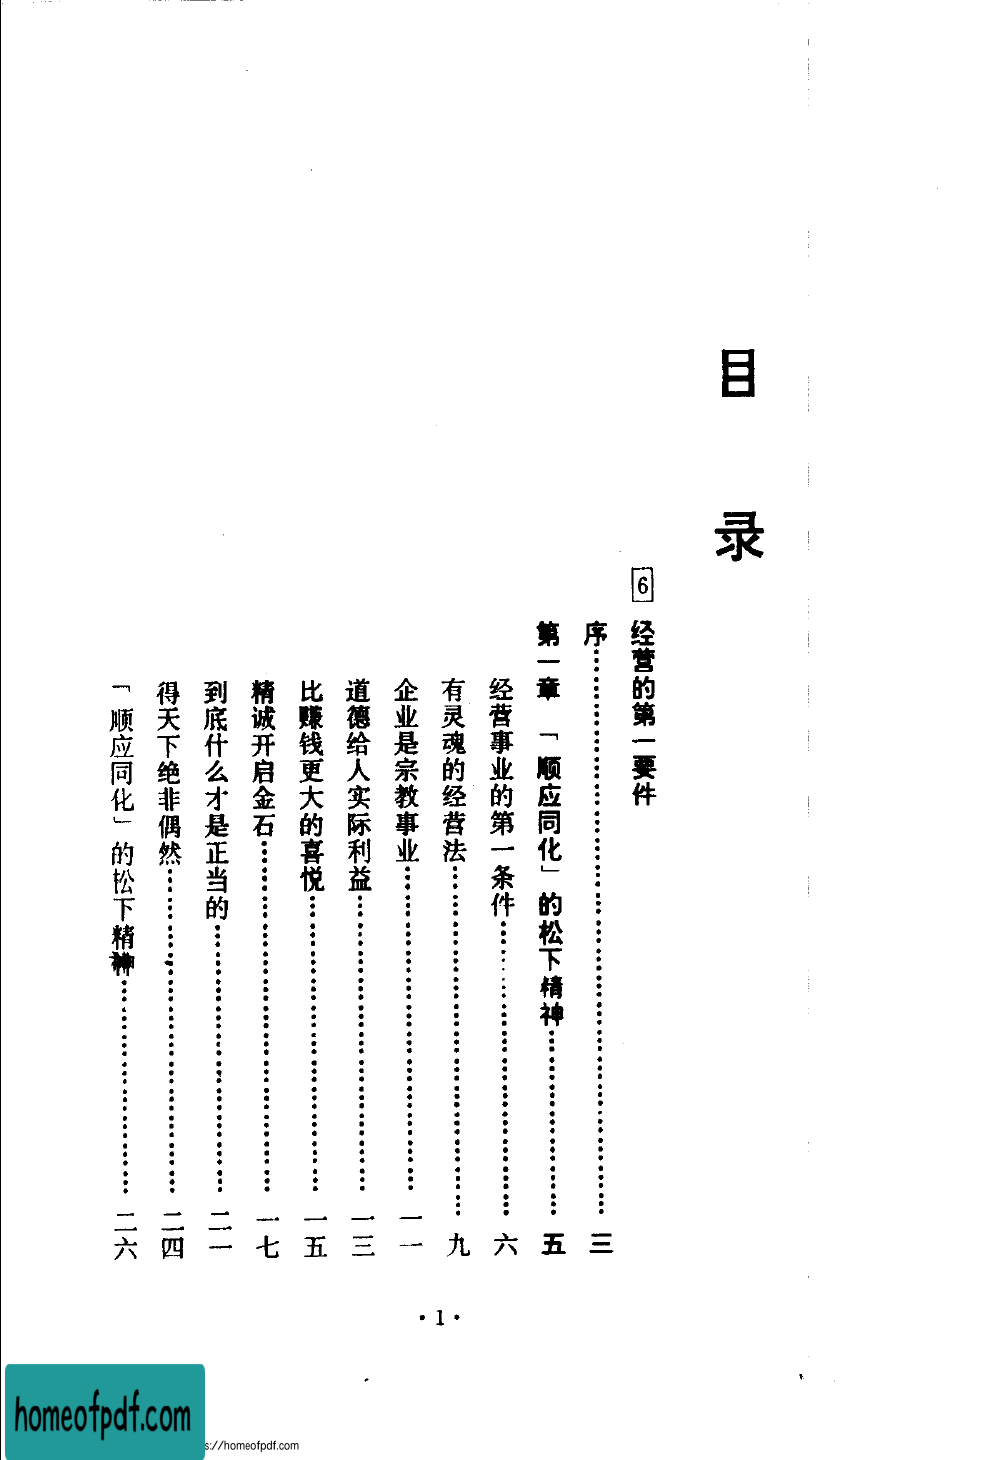 目录
6 经营的第一要件
序……三
第一章 「顺应同化」的松下精神……五
经营事业的第一条件……六
有灵魂的经营法……九
企业是宗教事业……一一
道德给人实际利益……一三
比赚钱更大的喜悦……一五
精诚开启金石……一七
到底什么才是正当的……二一
得天下绝非偶然……二四
「顺应同化」的松下精神……二六
·1·
homeofpdf.com
s://homeofpdf.com